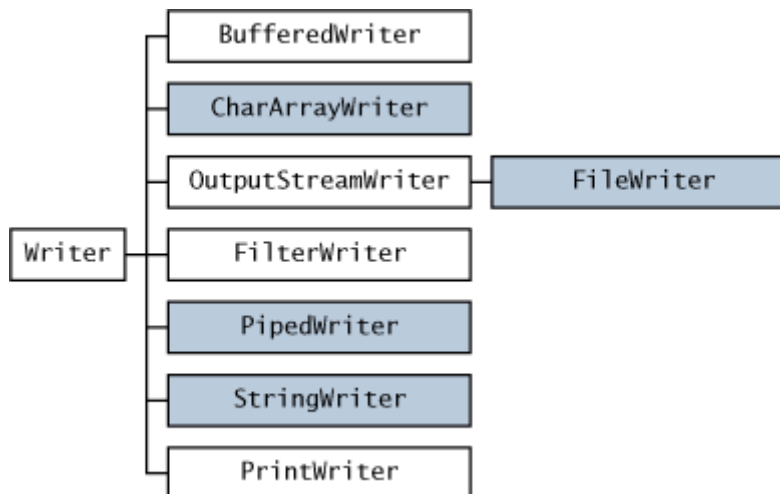 BufferedWriter
CharArrayWriter
OutputStreamWriter
FileWriter
Writer
FilterWriter
PipedWriter
StringWriter
PrintWriter